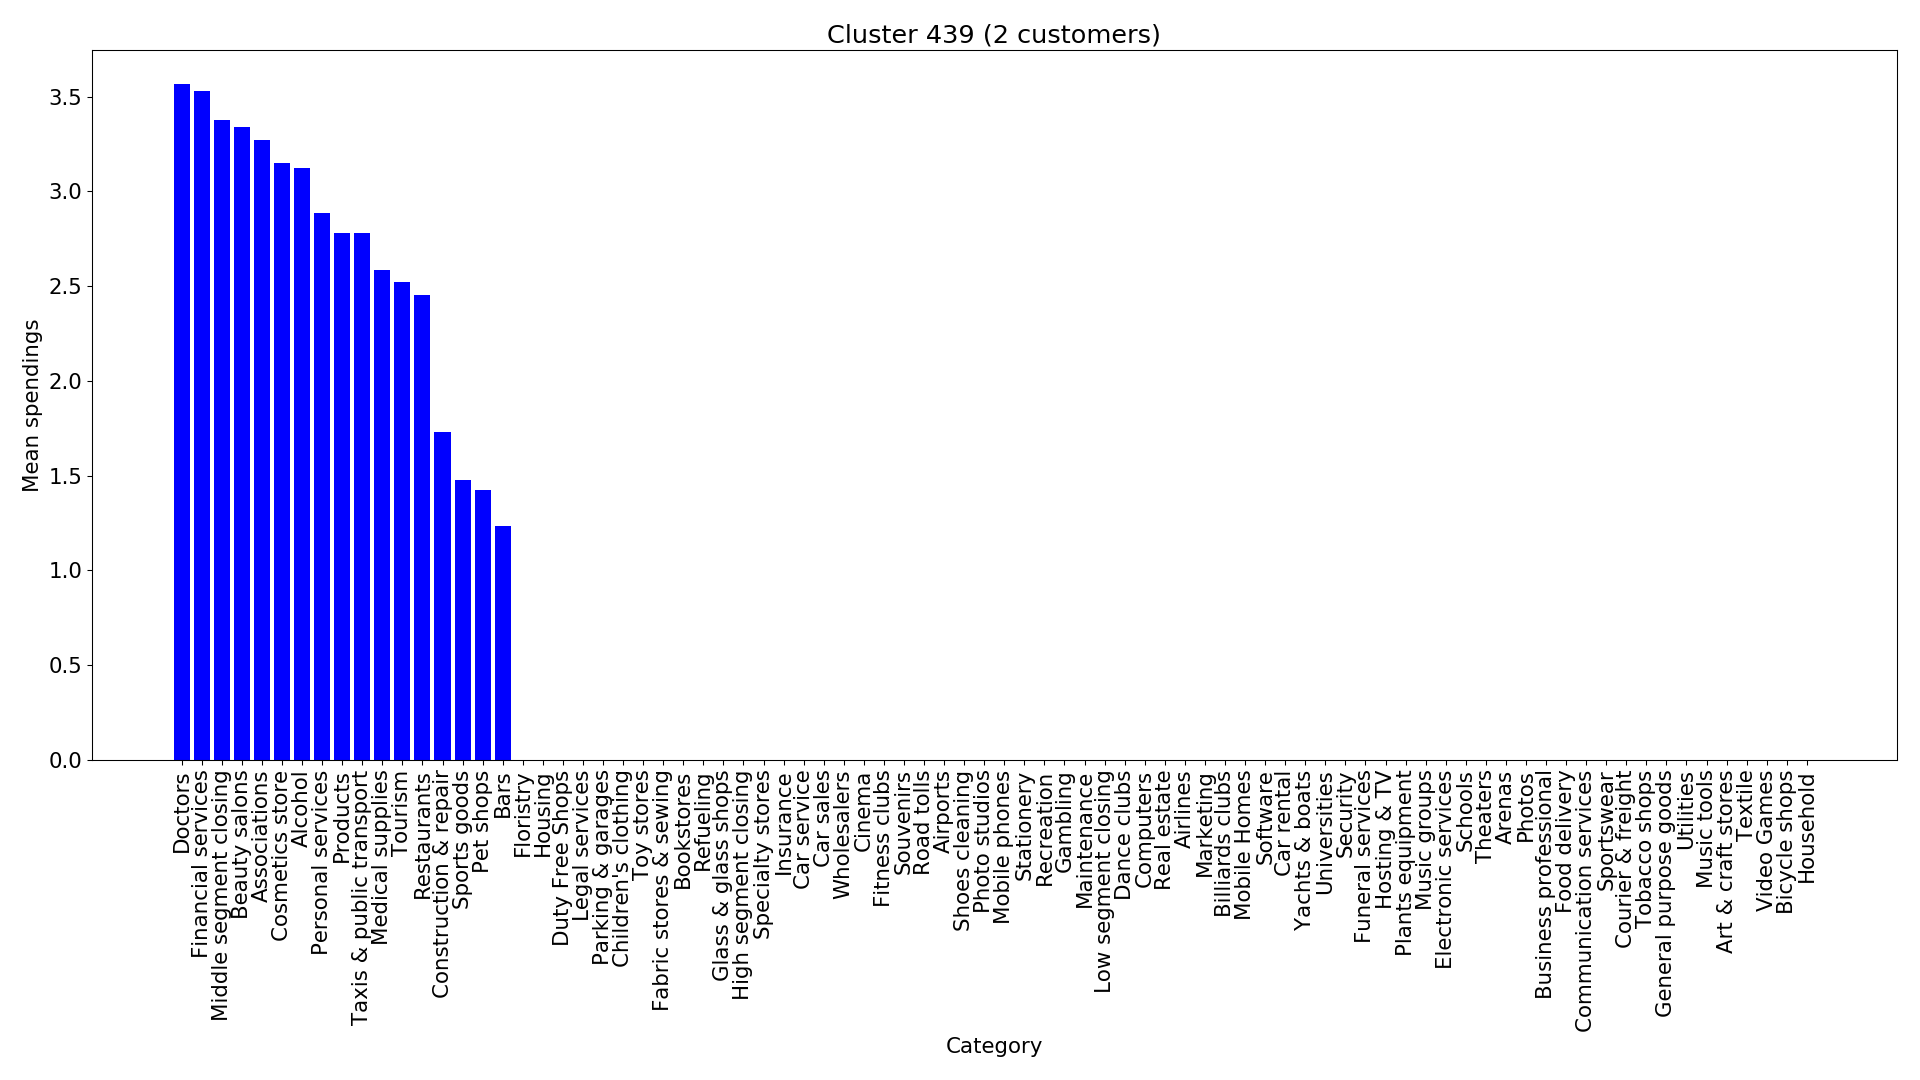 Cluster 439 (2 customers)
Mean spendings
3.5
3.0
2.5
2.0
1.5
1.0
0.5
0.0
Doctors
Financial services
Middle segment closing
Beauty salons
Associations
Cosmetics store
Alcohol
Personal services
Products
Taxis & public transport
Medical supplies
Tourism
Restaurants
Construction & repair
Sports goods
Pet shops
Bars
Floristry
Housing
Duty Free Shops
Legal services
Parking & garages
Children's clothing
Toy stores
Fabric stores & sewing
Bookstores
Refueling
Glass & glass shops
High segment closing
Specialty stores
Insurance
Car service
Car sales
Wholesalers
Cinema
Fitness clubs
Souvenirs
Road tolls
Airports
Shoes cleaning
Photo studios
Mobile phones
Stationery
Recreation
Gambling
Maintenance
Low segment closing
Dance clubs
Computers
Real estate
Airlines
Marketing
Billiards clubs
Mobile Homes
Software
Car rental
Yachts & boats
Universities
Security
Funeral services
Hosting & TV
Plants equipment
Music groups
Electronic services
Schools
Theaters
Arenas
Photos
Business professional
Food delivery
Communication services
Sportswear
Courier & freight
Tobacco shops
General purpose goods
Utilities
Music tools
Art & craft stores
Textile
Video Games
Bicycle shops
Household
Category